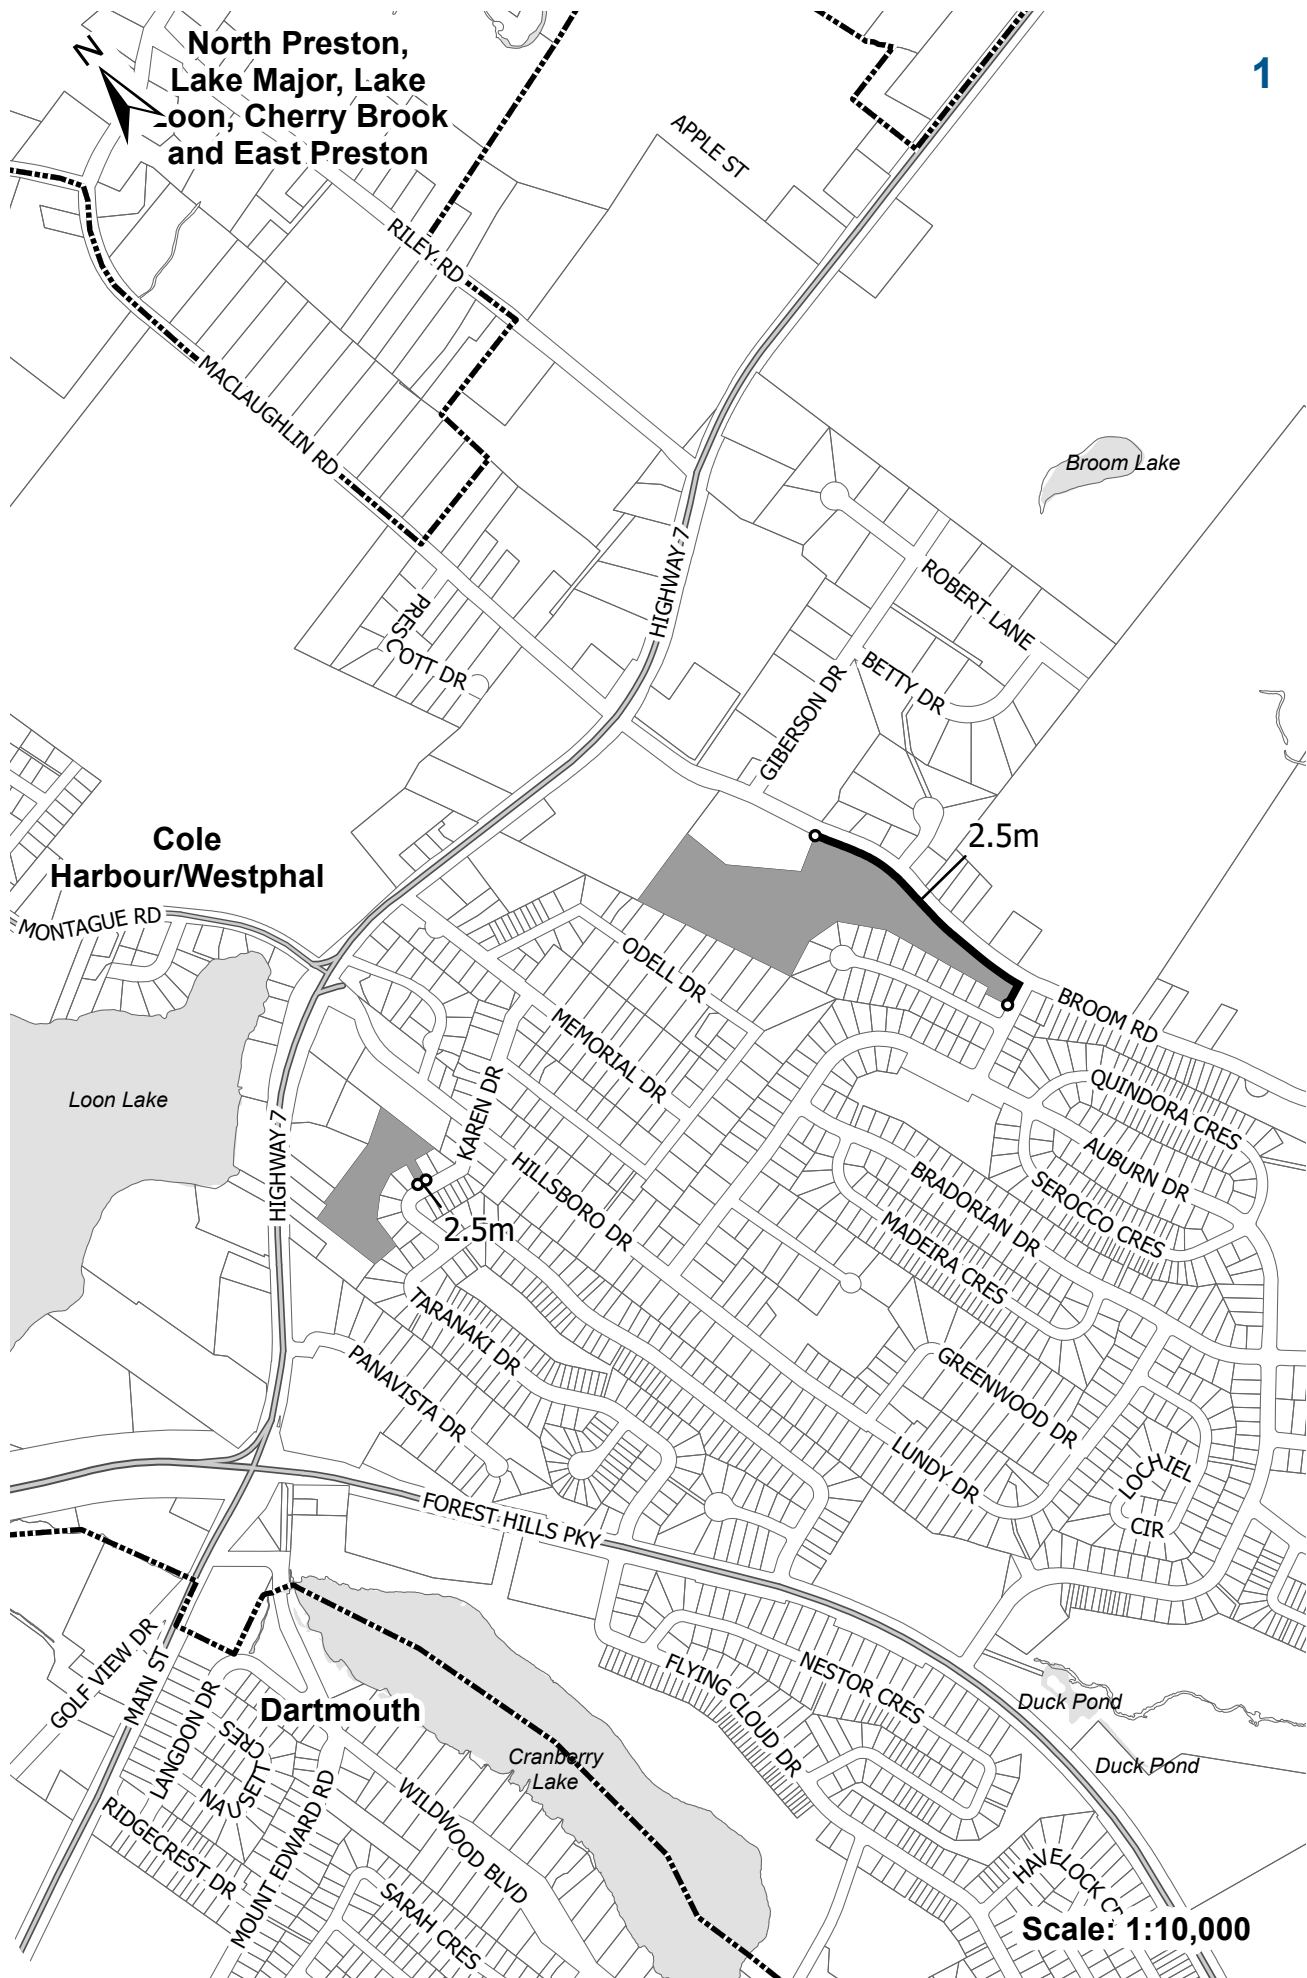 N
North Preston,
Lake Major, Lake
Loon, Cherry Brook
and East Preston
1
APPLE ST
RILEY RD
MACLAUGHLIN RD
Broom Lake
HIGHWAY 7
ROBERT LANE
PRESCOTT DR
BETTY DR
GIBERSON DR
Cole
Harbour/Westphal
2.5m
MONTAGUE RD
ODELL DR
BROOM RD
MEMORIAL DR
Loon Lake
KAREN DR
QUINDORA CRES
HIGHWAY 7
HILLSBORO DR
AUBURN DR
BRADORIAN DR
SEROCCO CRES
2.5m
MADEIRA CRES
TARANAKI DR
PANAVISTA DR
GREENWOOD DR
LUNDY DR
LOCHIEL
CIR
FOREST HILLS PKY
GOLF VIEW DR
MAIN ST
LANGDON DR
Dartmouth
FLYING CLOUD DR
NESTOR CRES
Duck Pond
Duck Pond
Cranberry
Lake
NAUSETT
CRES
RIDGECREST DR
MOUNT EDWARD RD
WILDWOOD BLVD
SARAH CRES
HAVELOCK
Scale: 1:10,000